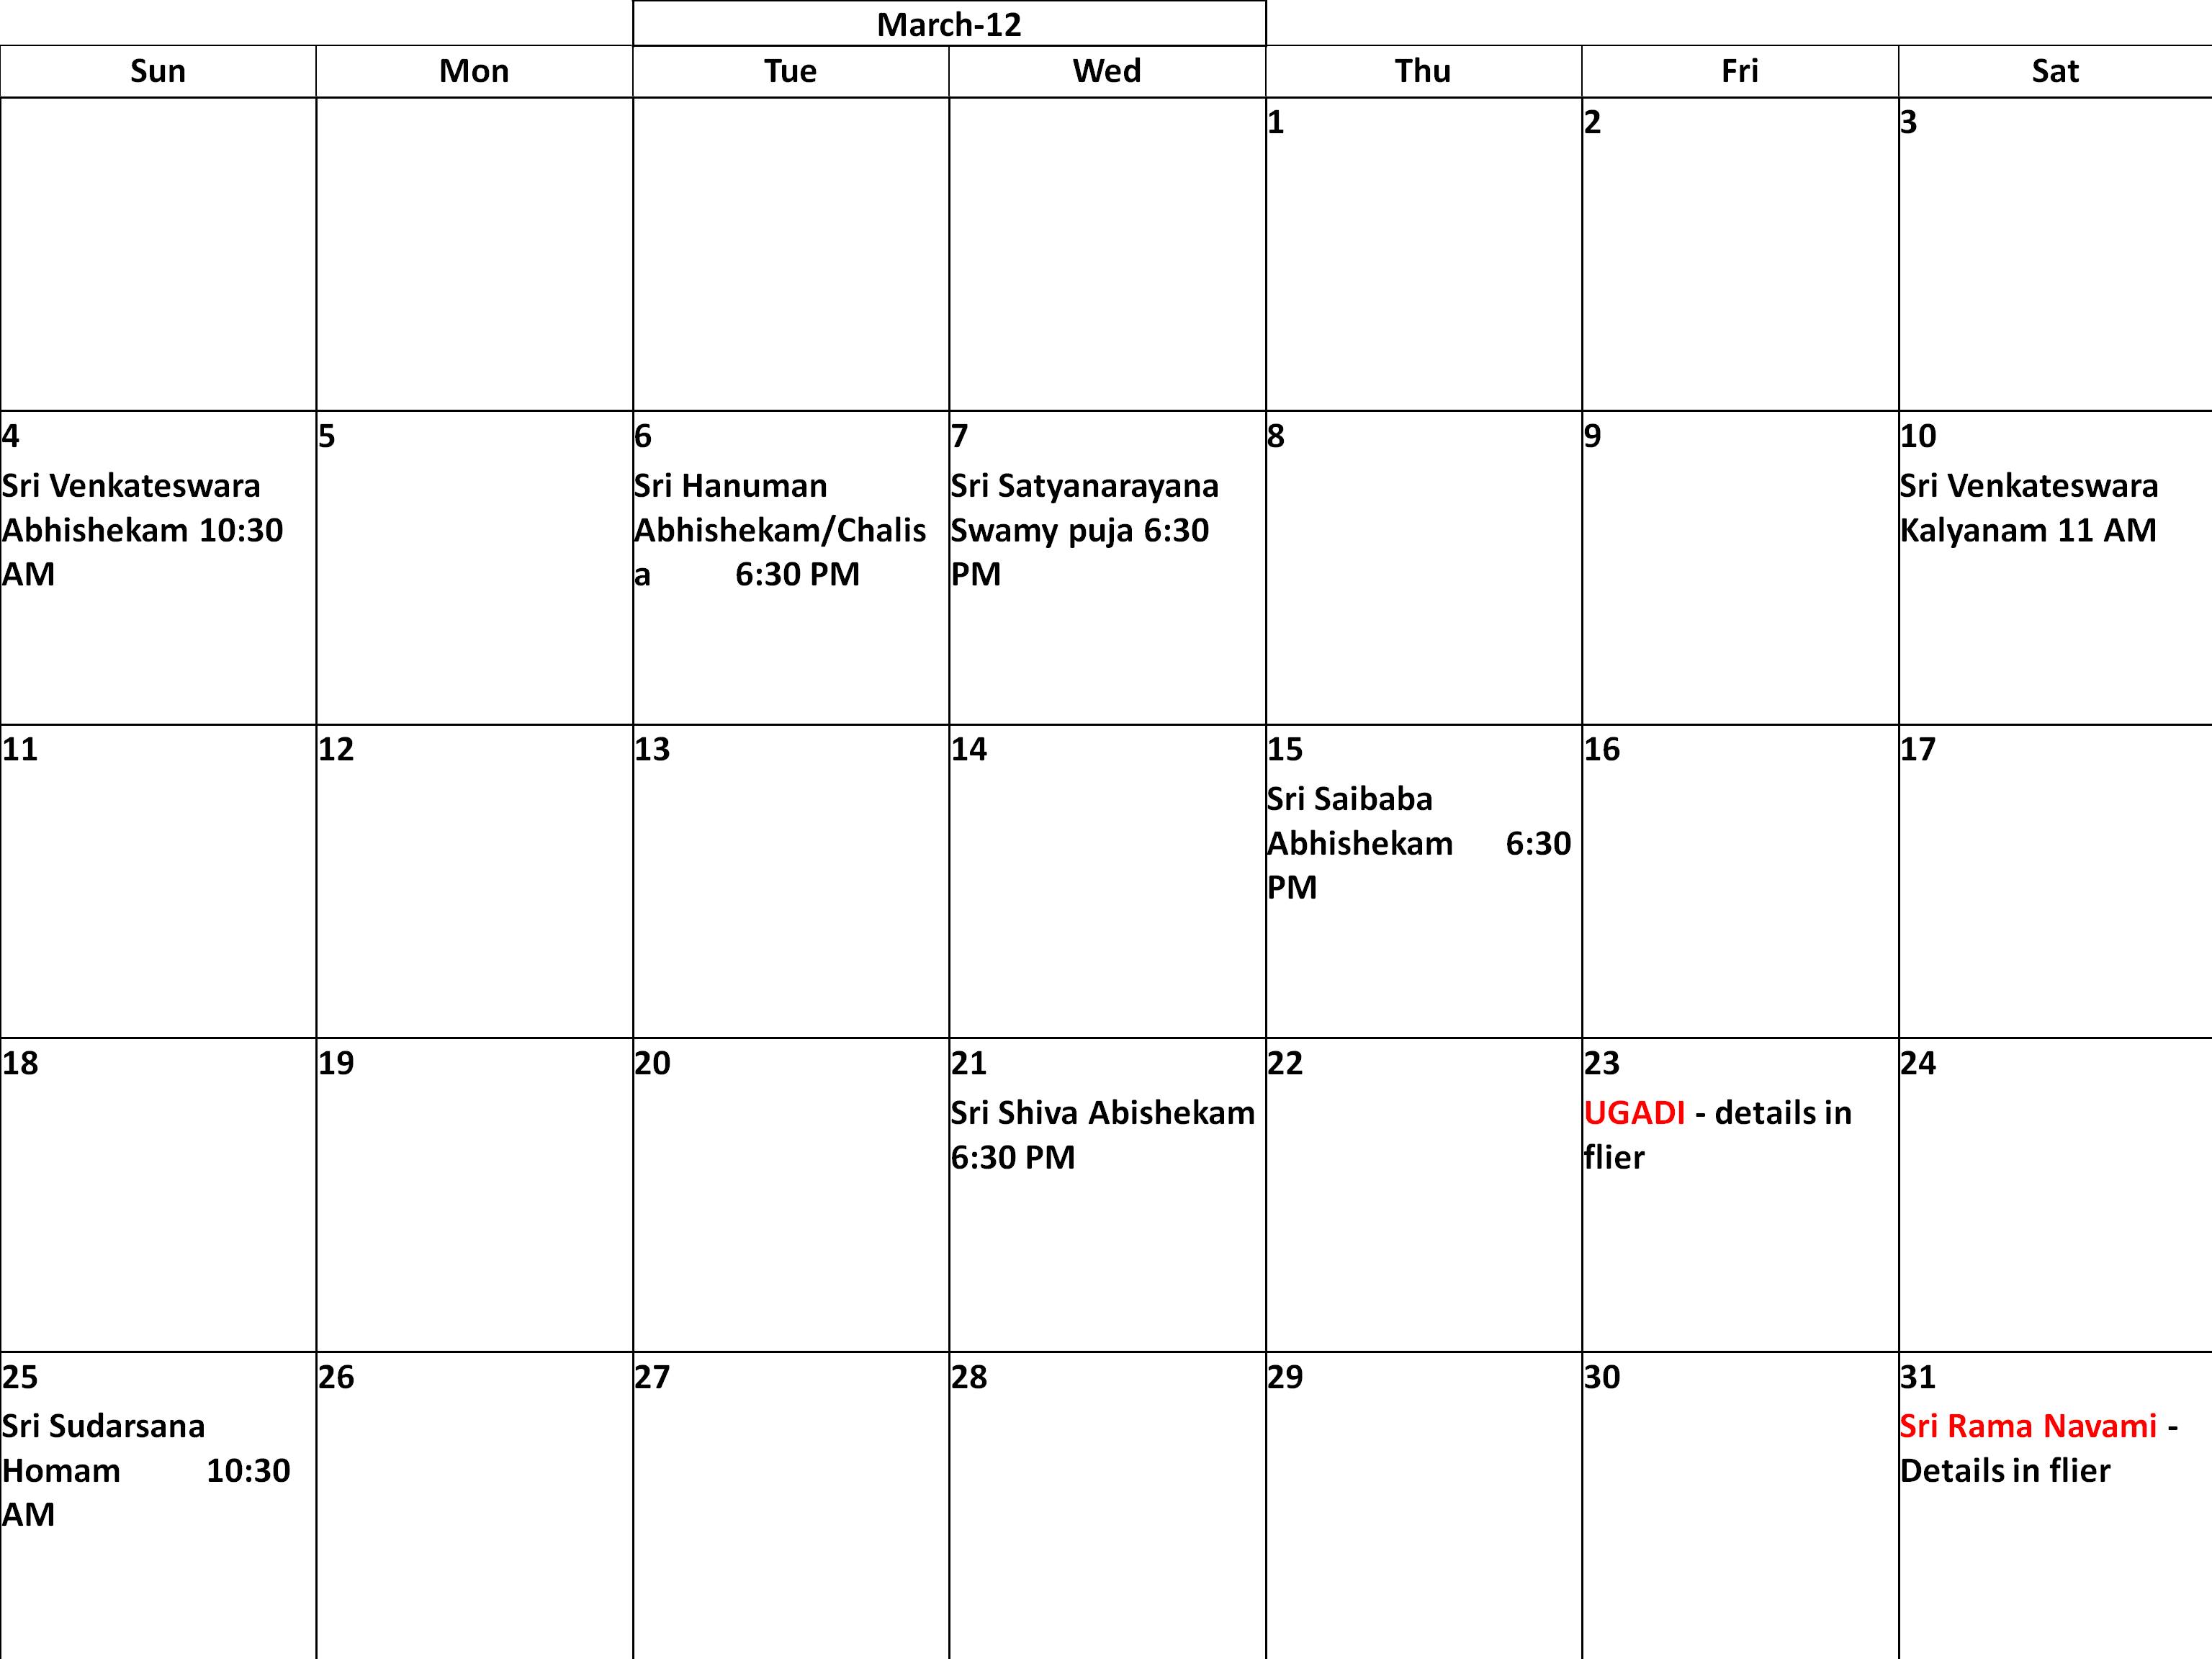 March-12
Sun Mon Tue Wed Thu Fri Sat
1 2 3
4 5 6 7 8 9 10
Sri Venkateswara
Abhishekam 10:30
AM
Sri Hanuman
Abhishekam/Chalis
a 6:30 PM
Sri Satyanarayana
Swamy puja 6:30
PM
Sri Venkateswara
Kalyanam 11 AM
11 12 13 14 15 16 17
Sri Saibaba
Abhishekam 6:30
PM
18 19 20 21 22 23 24
Sri Shiva Abishekam
6:30 PM
UGADI - details in
flier
25 26 27 28 29 30 31
Sri Sudarsana
Homam 10:30
AM
Sri Rama Navami -
Details in flier